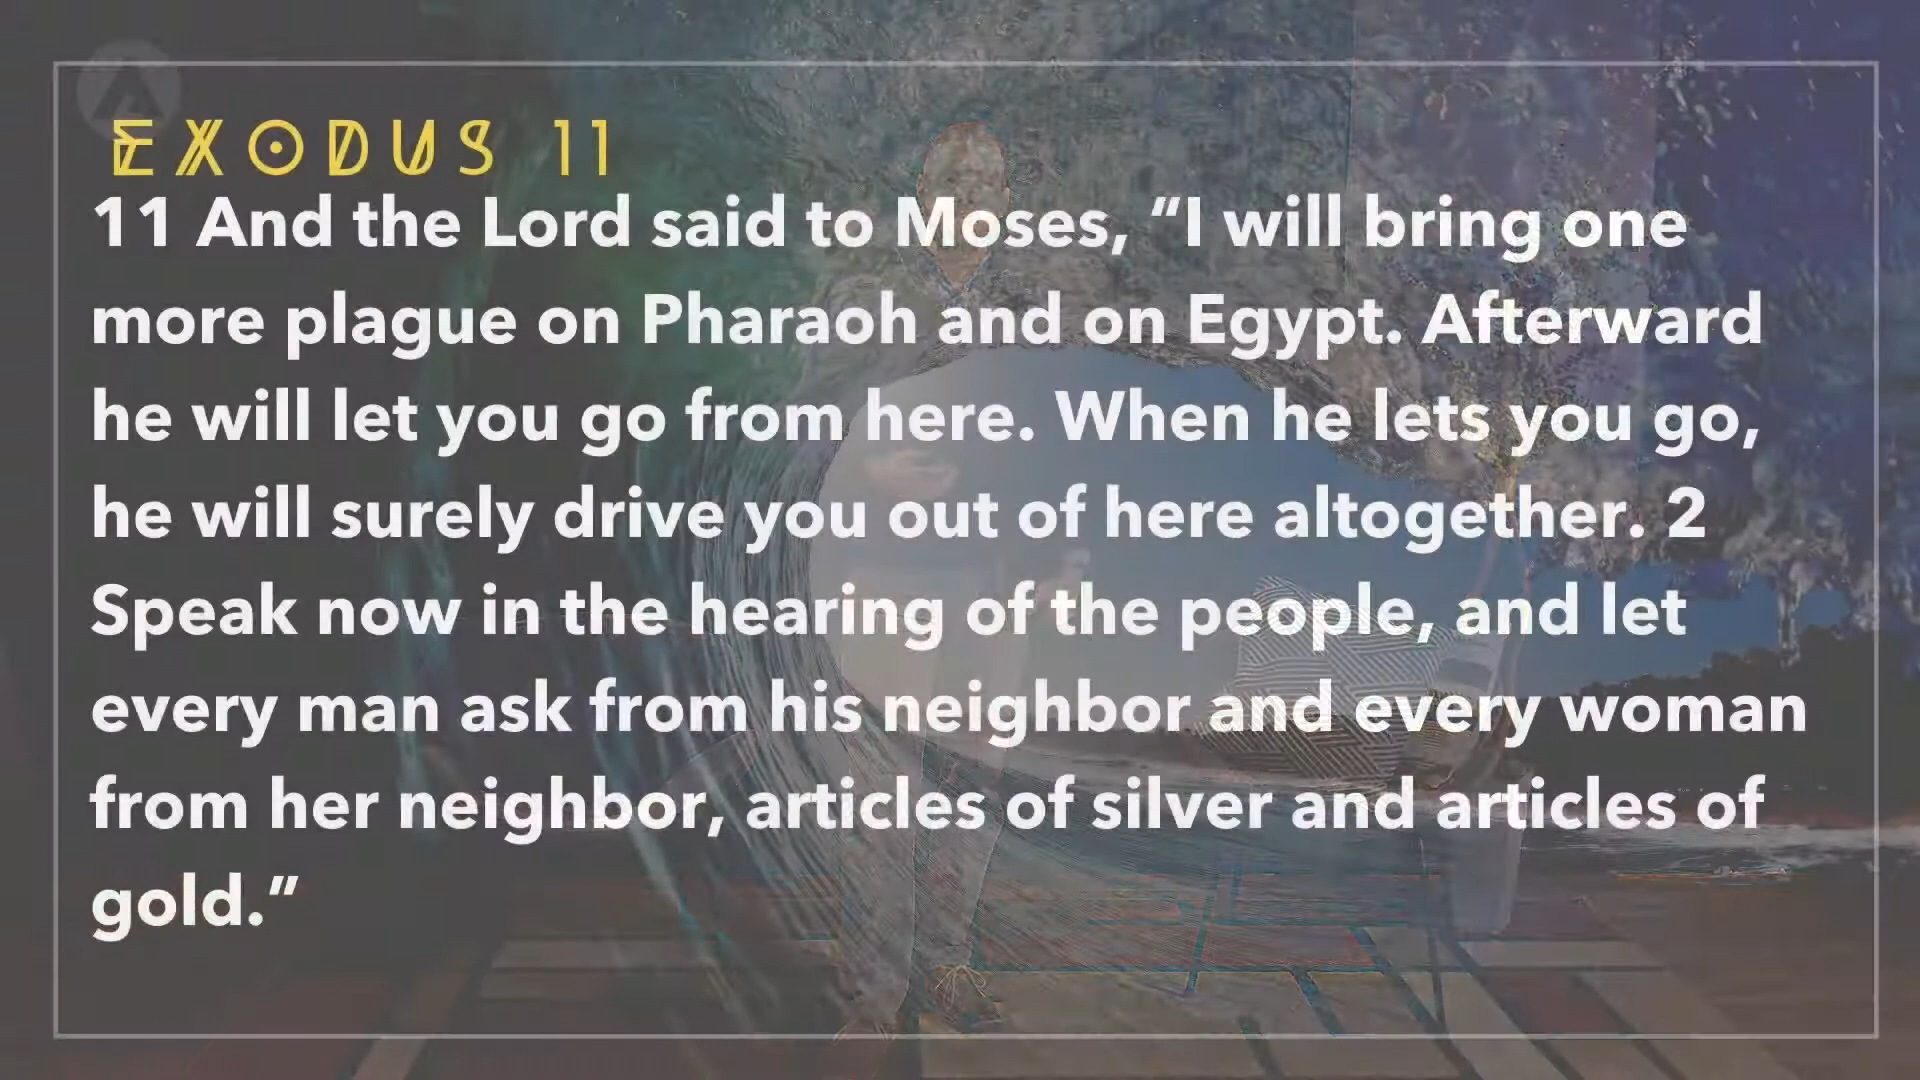 EXODUS 11
11 And the Lord said to Moses, “I will bring one
more plague on Pharaoh and on Egypt. Afterward
he will let you go from here. When he lets you go,
he will surely drive you out of here altogether. 2
Speak now in the hearing of the people, and let
every man ask from his neighbor and every woman
from her neighbor, articles of silver and articles of
gold.”